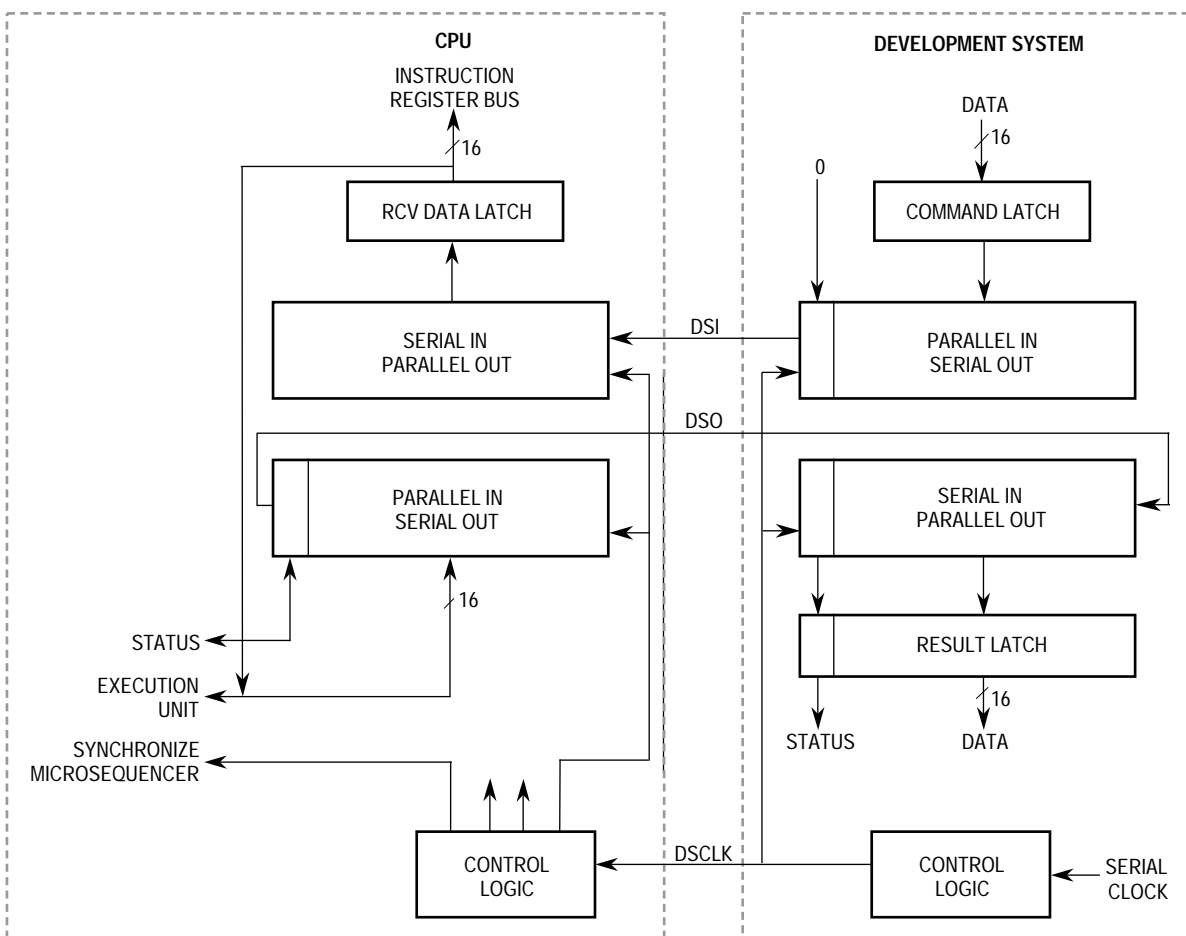 CPU
DEVELOPMENT SYSTEM
INSTRUCTION
REGISTER BUS
16
DATA
16
0
RCV DATA LATCH
COMMAND LATCH
SERIAL IN
PARALLEL OUT
DSI
PARALLEL IN
SERIAL OUT
DSO
PARALLEL IN
SERIAL OUT
SERIAL IN
PARALLEL OUT
16
STATUS
RESULT LATCH
EXECUTION
UNIT
16
STATUS
DATA
SYNCHRONIZE
MICROSEQUENCER
CONTROL
LOGIC
DSCLK
CONTROL
LOGIC
SERIAL
CLOCK